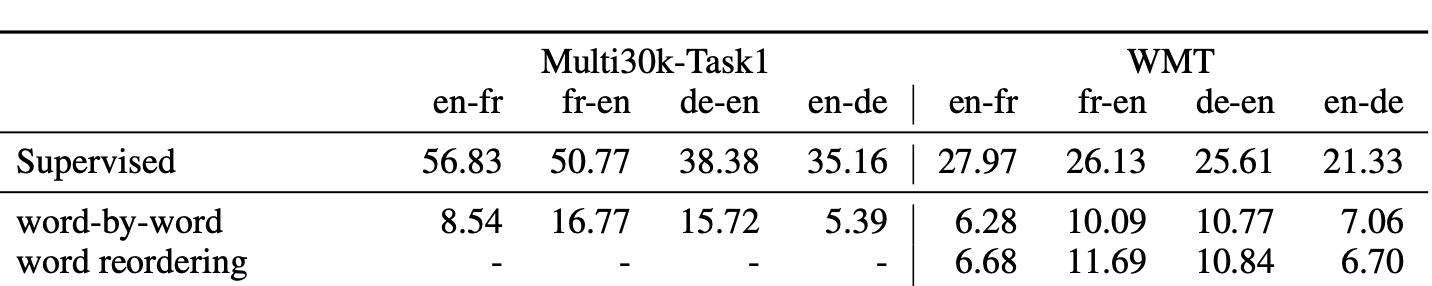 Multi30k-Task1 WMT
en-fr fr-en de-en en-de en-fr fr-en de-en en-de
Supervised 56.83 50.77 38.38 35.16 27.97 26.13 25.61 21.33
word-by-word 8.54 16.77 15.72 5.39 6.28 10.09 10.77 7.06
word reordering - - - - 6.68 11.69 10.84 6.70